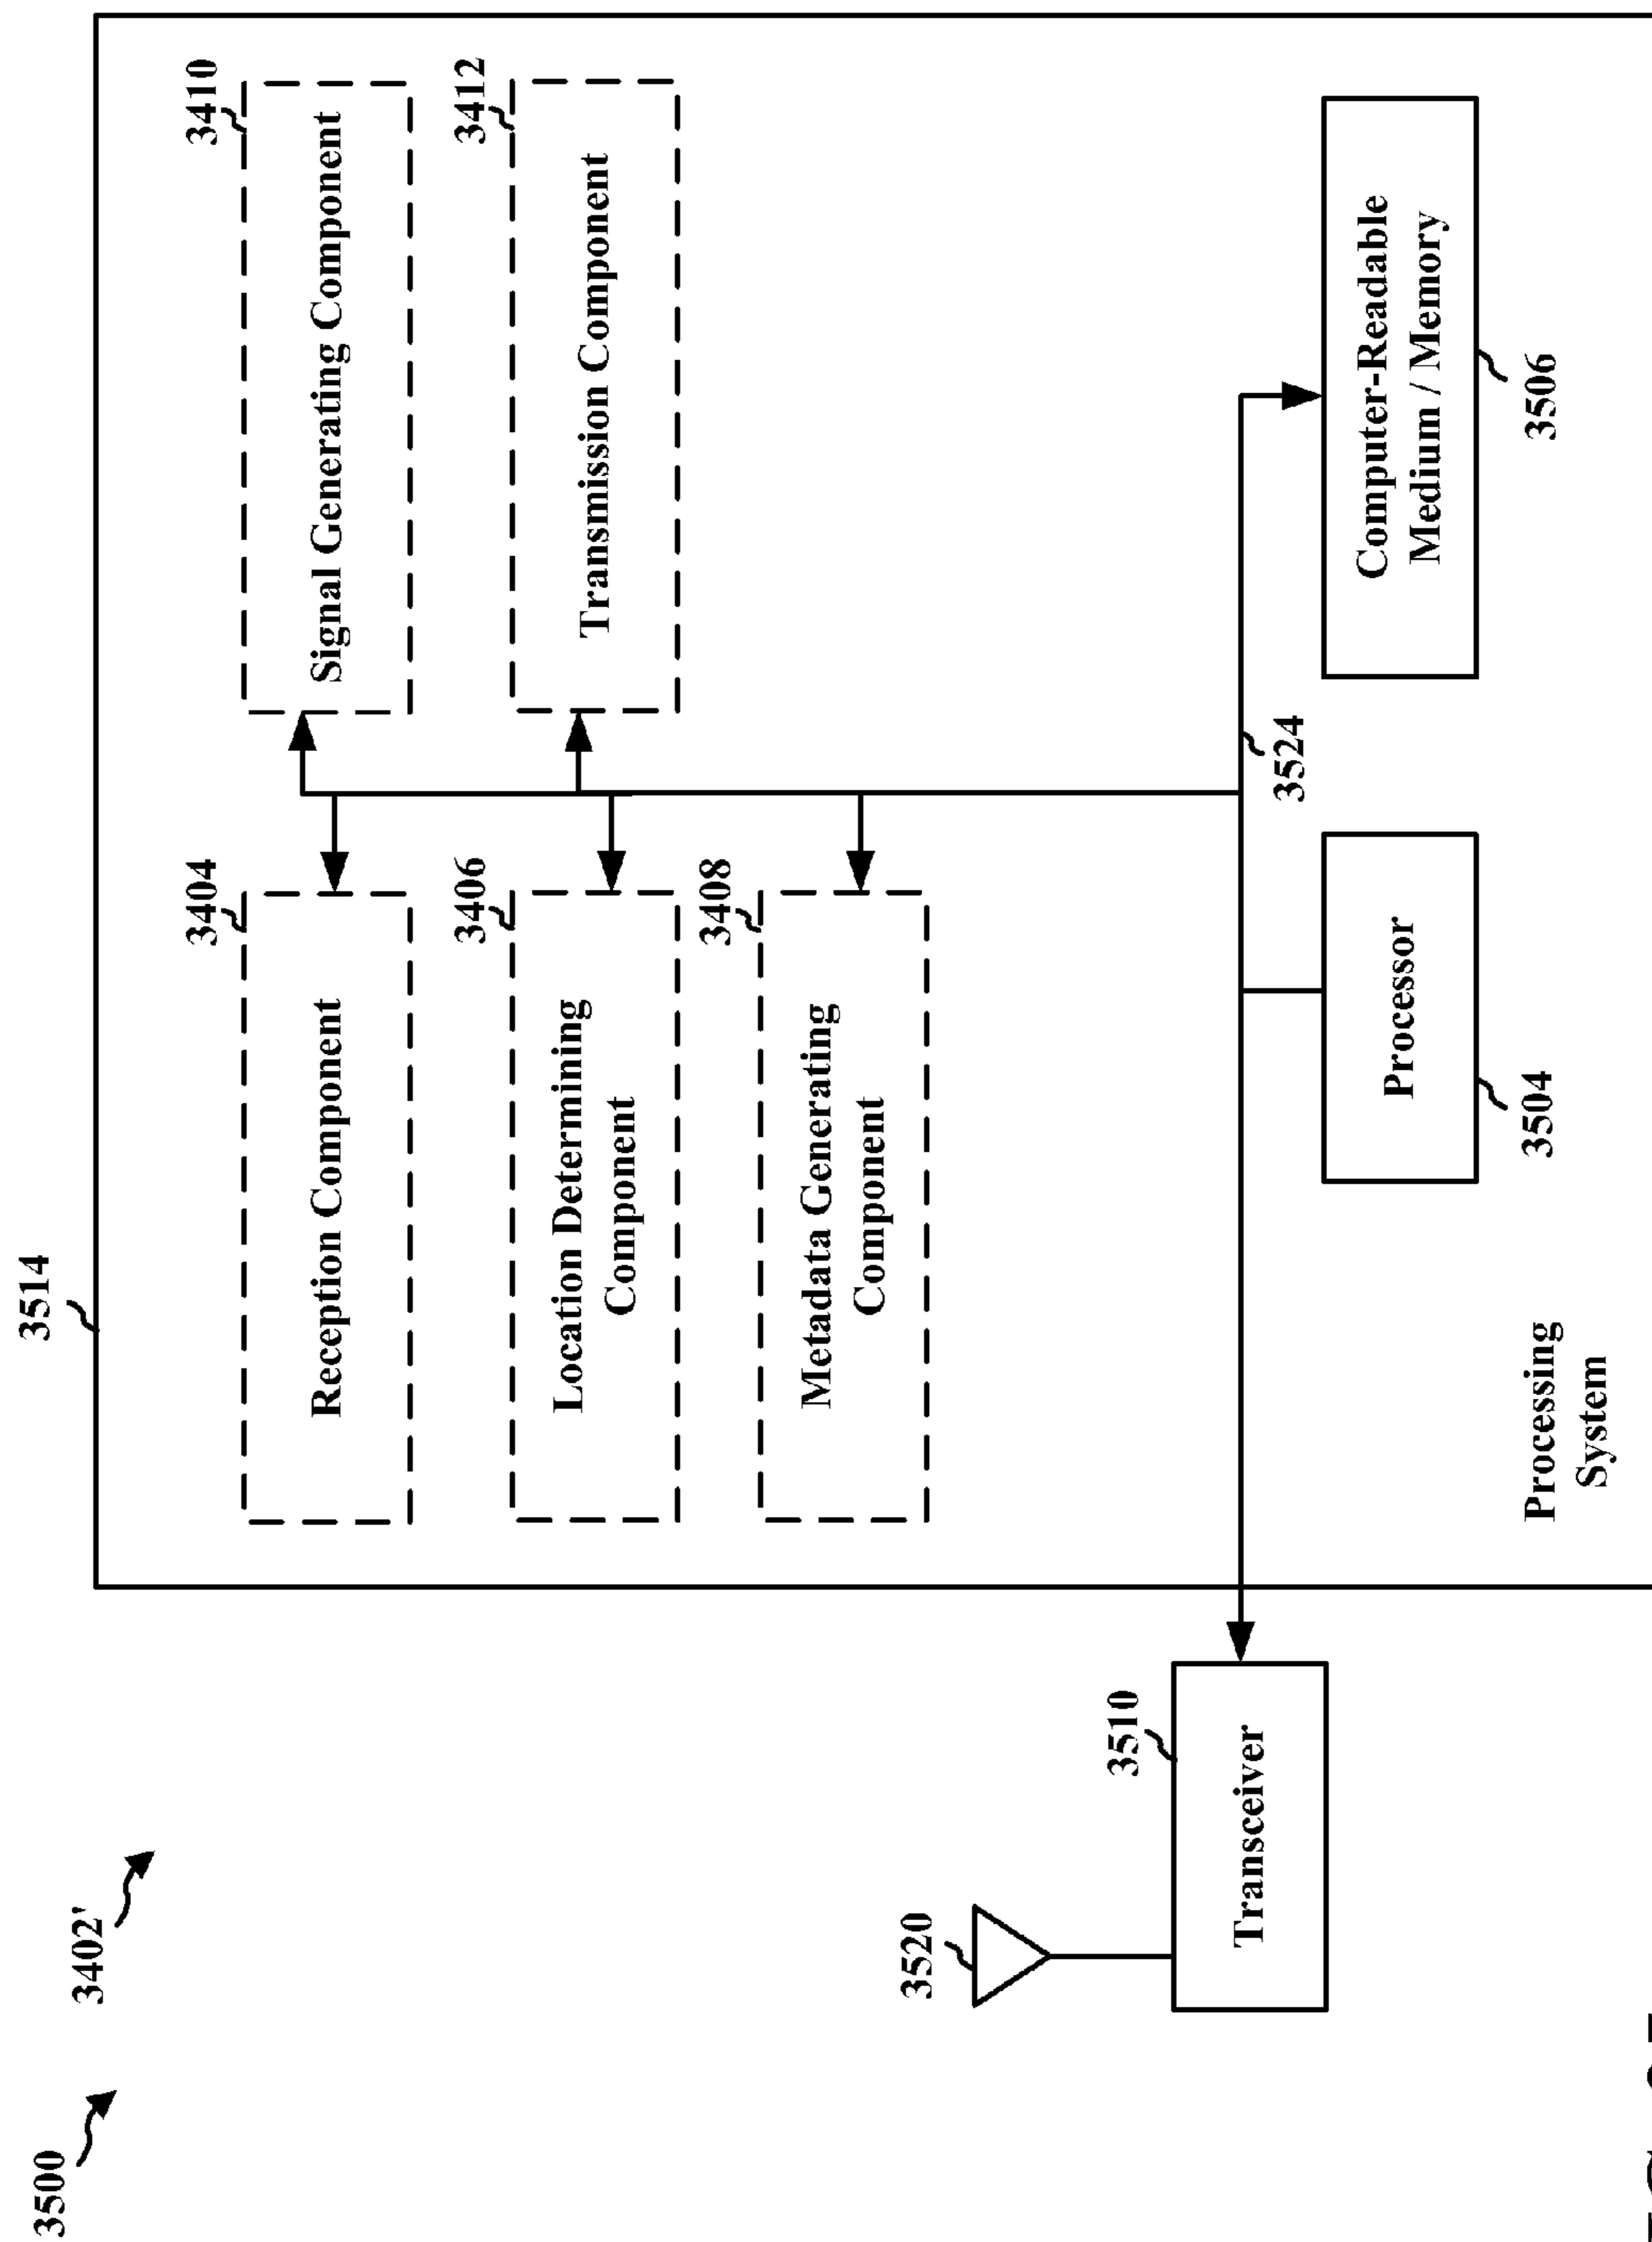 3500
3402'
3514
3404
Reception Component
3410
Signal Generating Component
3406
Location Determining
Component
3412
Transmission Component
3408
Metadata Generating
Component
3520
3510
Transceiver
3524
Processor
3504
Computer-Readable
Medium / Memory
3506
Processing
System